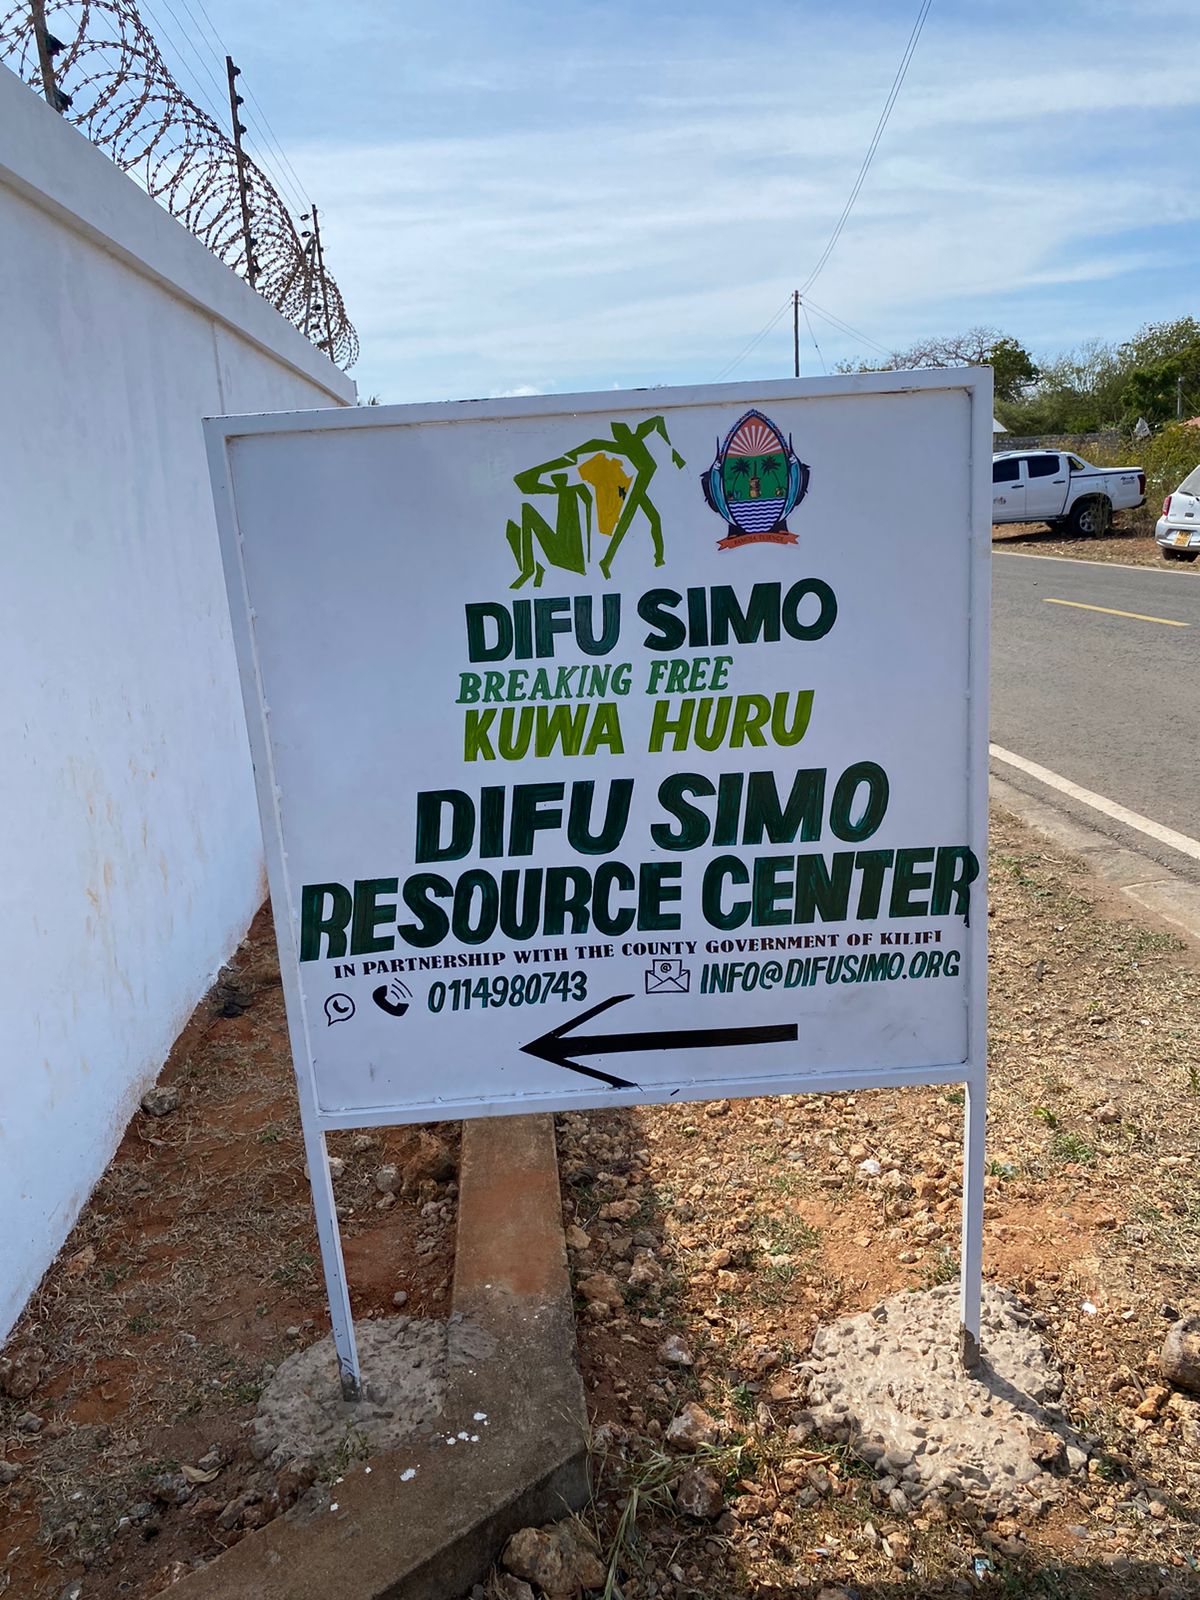 DIFU SIMO
BREAKING FREE
KUWA HURU
DIFU SIMO
RESOURCE CENTER
IN PARTNERSHIP WITH THE COUNTY GOVERNMENT OF KILIFI
0114980743 INFO@DIFUSIMO.ORG